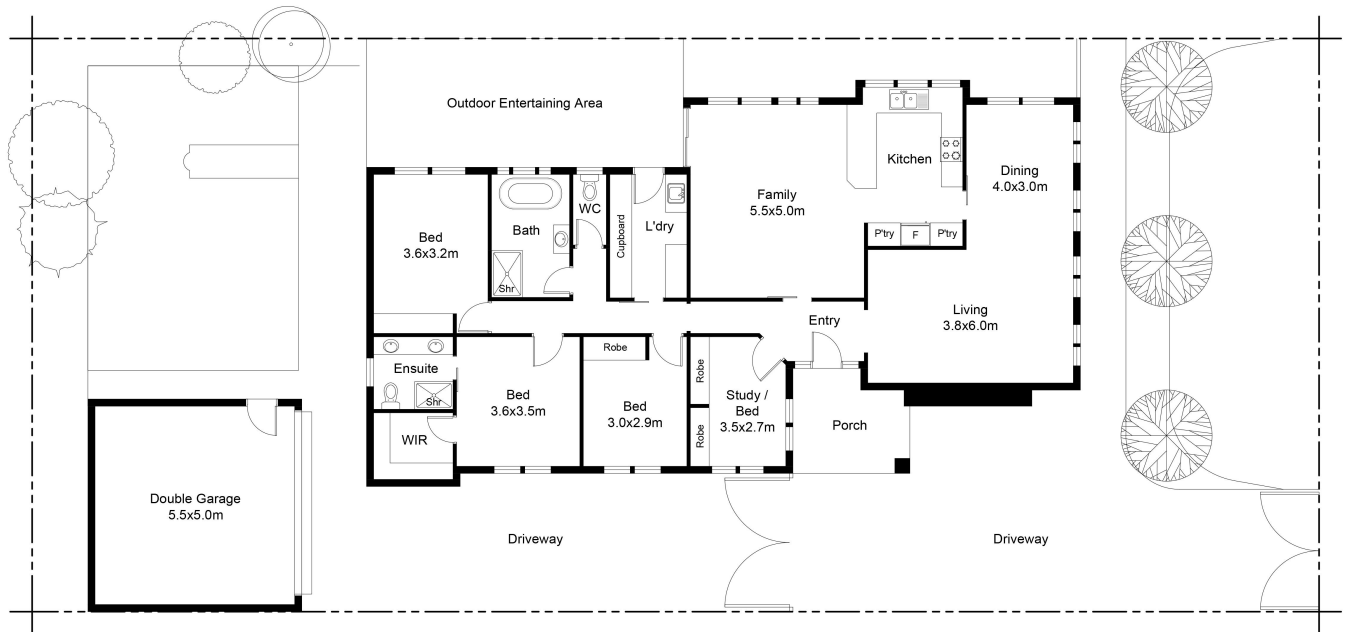 Outdoor Entertaining Area
Kitchen
Dining
4.0x3.0m
Family
5.5x5.0m
WC
Bath
L'dry
Cupboard
Bed
3.6x3.2m
P'try
F
P'try
Shr
Living
3.8x6.0m
Entry
Robe
Ensuite
Shr
Robe
Bed
3.6x3.5m
Bed
3.0x2.9m
Study /
Bed
3.5x2.7m
Porch
WIR
Robe
Double Garage
5.5x5.0m
Driveway
Driveway